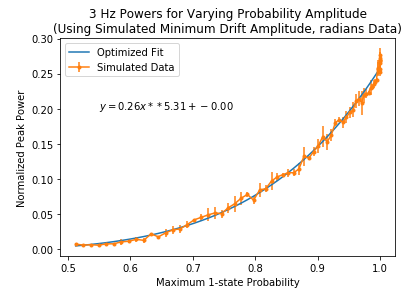 3 Hz Powers for Varying Probability Amplitude
(Using Simulated Minimum Drift Amplitude, radians Data)
0.30
0.25
0.20
0.15
0.10
0.05
0.00
Normalized Peak Power
Optimized Fit
Simulated Data
y = 0.26x**5.31+−0.00
0.5 0.6 0.7 0.8 0.9 1.0
Maximum 1-state Probability